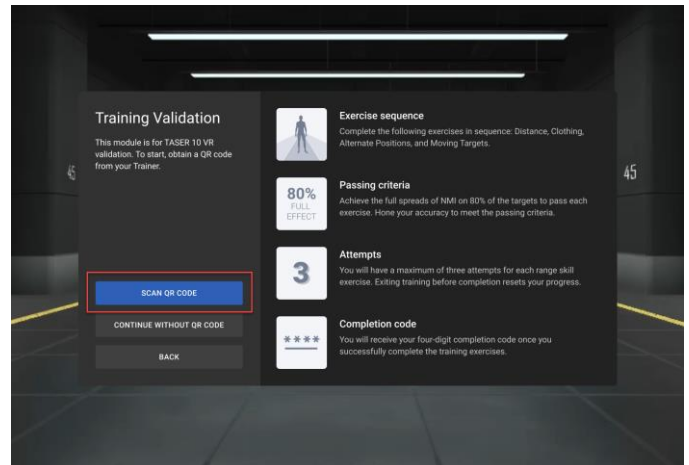 Training Validation
This module is for TASER 10 VR
validation. To start, obtain a QR code
from your Trainer.
SCAN QR CODE
CONTINUE WITHOUT QR CODE
BACK
Exercise sequence
Complete the following exercises in sequence: Distance, Clothing,
Alternate Positions, and Moving Targets.
80%
FULL
EFFECT
Passing criteria
Achieve the full spreads of NMI on 80% of the targets to pass each
exercise. Hone your accuracy to meet the passing criteria.
3
Attempts
You will have a maximum of three attempts for each range skill
exercise. Exiting training before completion resets your progress.
****
Completion code
You will receive your four-digit completion code once you
successfully complete the training exercises.
45
45